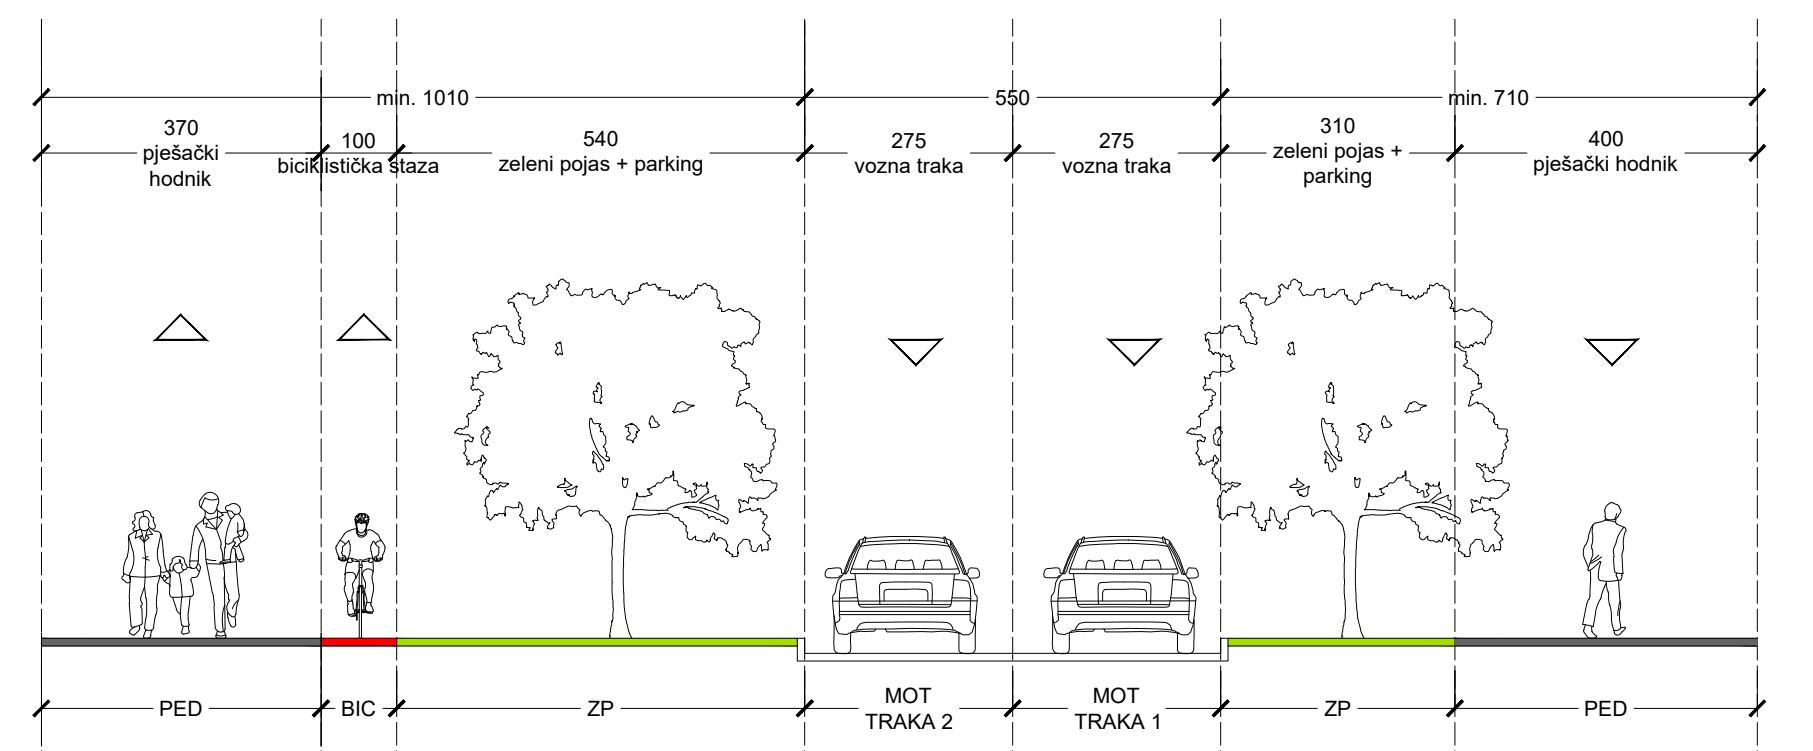 min. 1010
550
min. 710
370
pješački
hodnik
100
biciklistička staza
540
zeleni pojas + parking
275
vozna traka
275
vozna traka
310
zeleni pojas +
parking
400
pješački hodnik
PED
BIC
ZP
MOT
TRAKA 2
MOT
TRAKA 1
ZP
PED